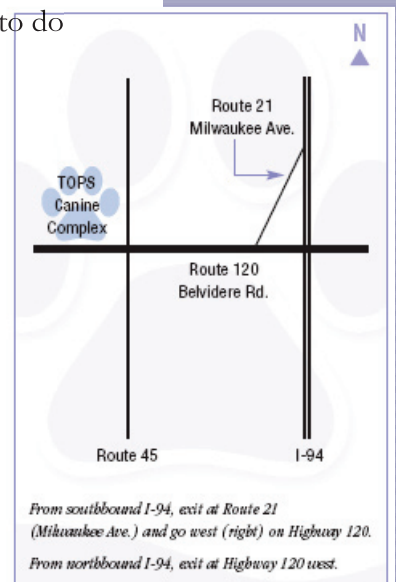 to do
N
Route 21
Milwaukee Ave.
TOPS
Canine
Complex
Route 120
Belvidere Rd.
Route 45
I-94
From southbound I-94, exit at Route 21
(Milwaukee Ave.) and go west (right) on Highway 120.
From northbound I-94, exit at Highway 120 west.